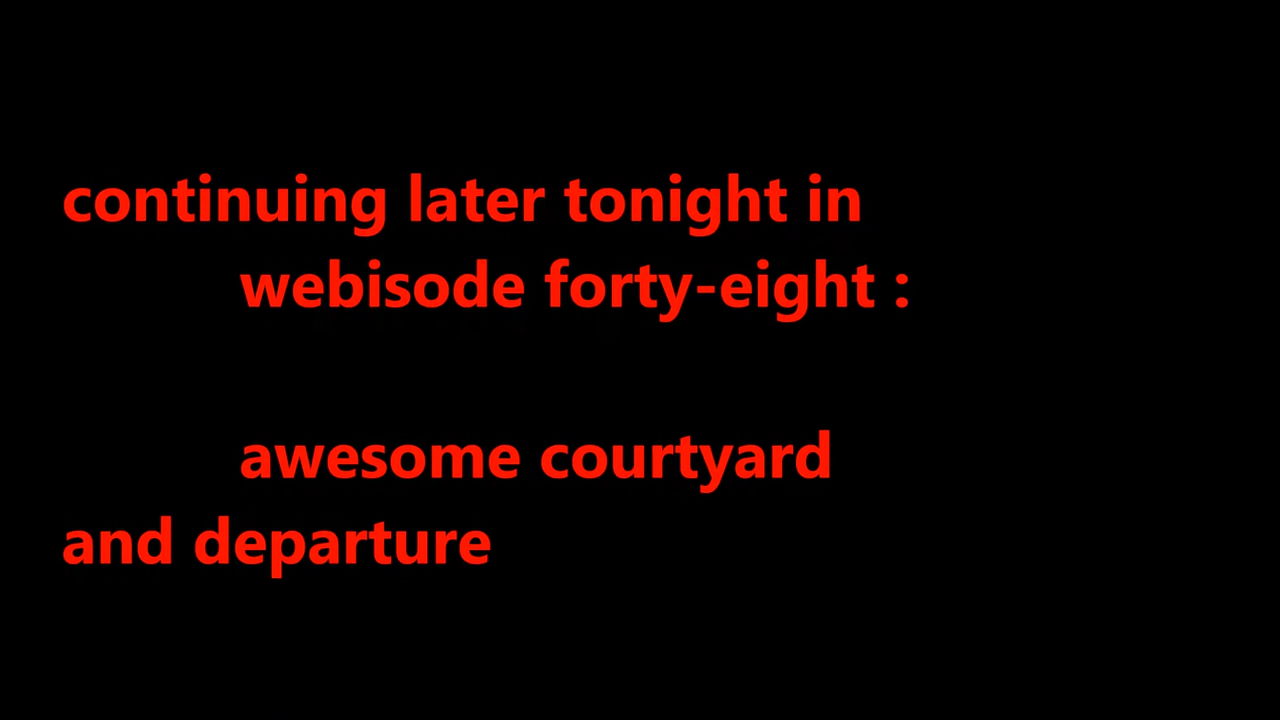 continuing later tonight in
webisode forty-eight :
awesome courtyard
and departure